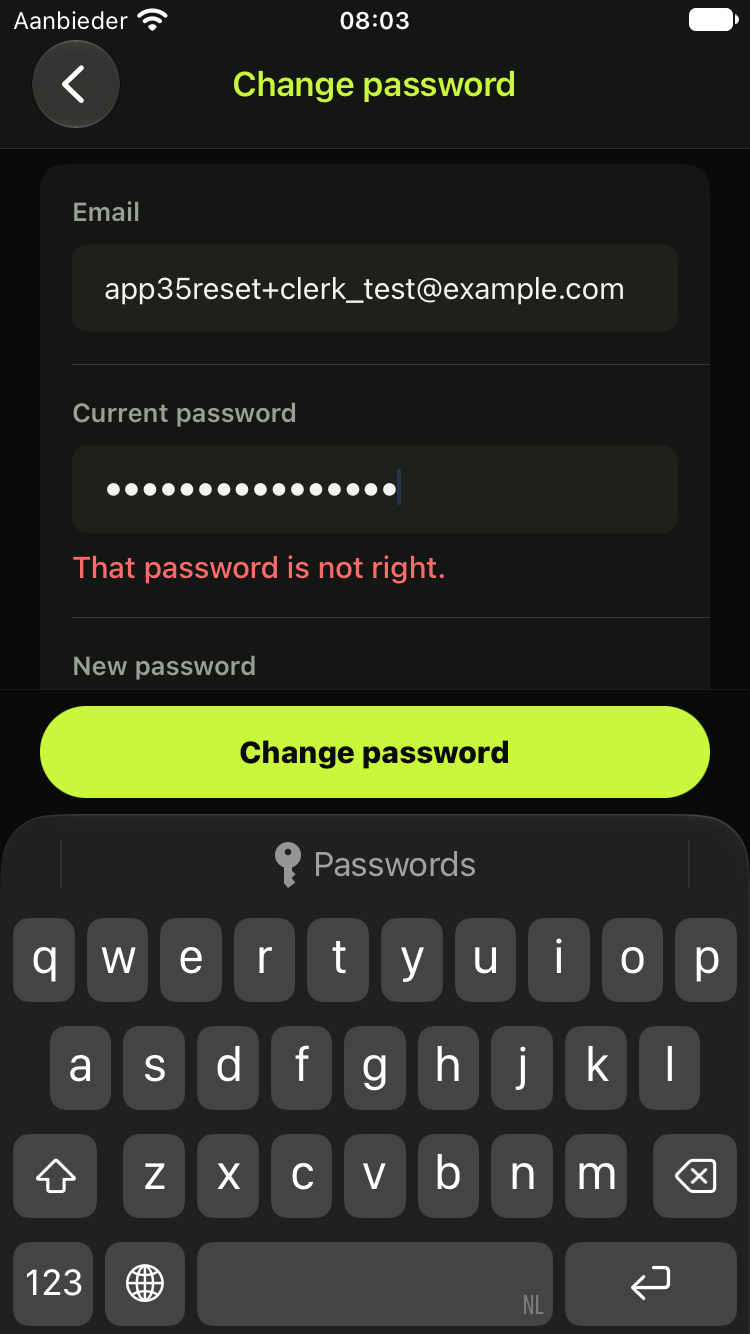 Aanbieder 08:03
Change password
Email
app35reset+clerk_test@example.com
Current password
••••••••••••••••
That password is not right.
New password
Change password
Passwords
q w e r t y u i o p
a s d f g h j k l
z x c v b n m
123
NL